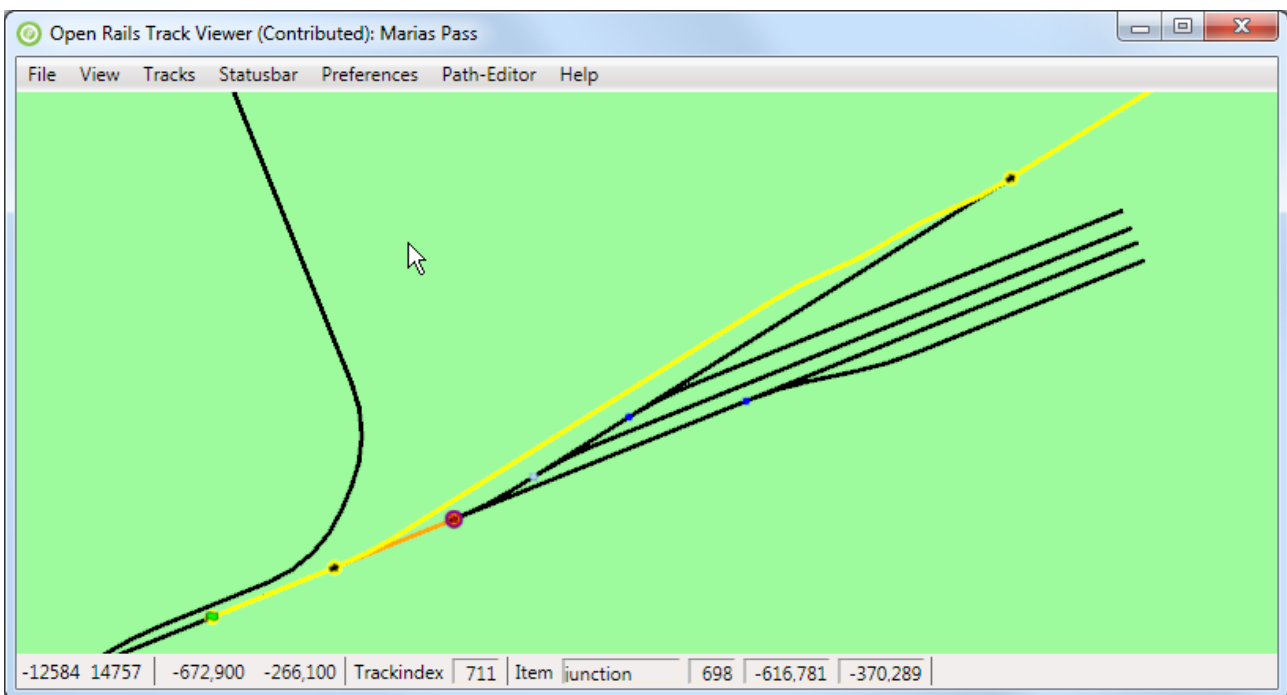 Open Rails Track Viewer (Contributed): Marias Pass
File View Tracks Statusbar Preferences Path-Editor Help
-12584 14757 -672,900 -266,100 Trackindex 711 Item junction 698 -616,781 -370,289